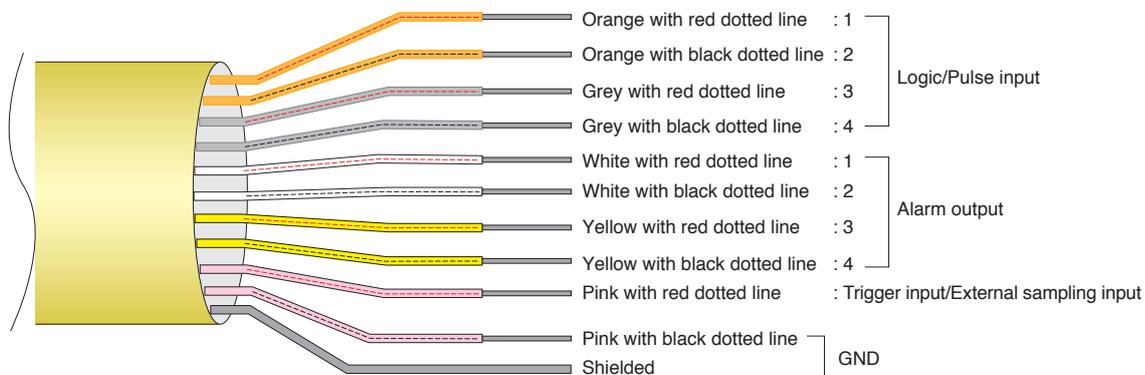 Orange with red dotted line : 1
Orange with black dotted line : 2
Logic/Pulse input
Grey with red dotted line : 3
Grey with black dotted line : 4
White with red dotted line : 1
White with black dotted line : 2
Alarm output
Yellow with red dotted line : 3
Yellow with black dotted line : 4
Pink with red dotted line : Trigger input/External sampling input
Pink with black dotted line
GND
Shielded